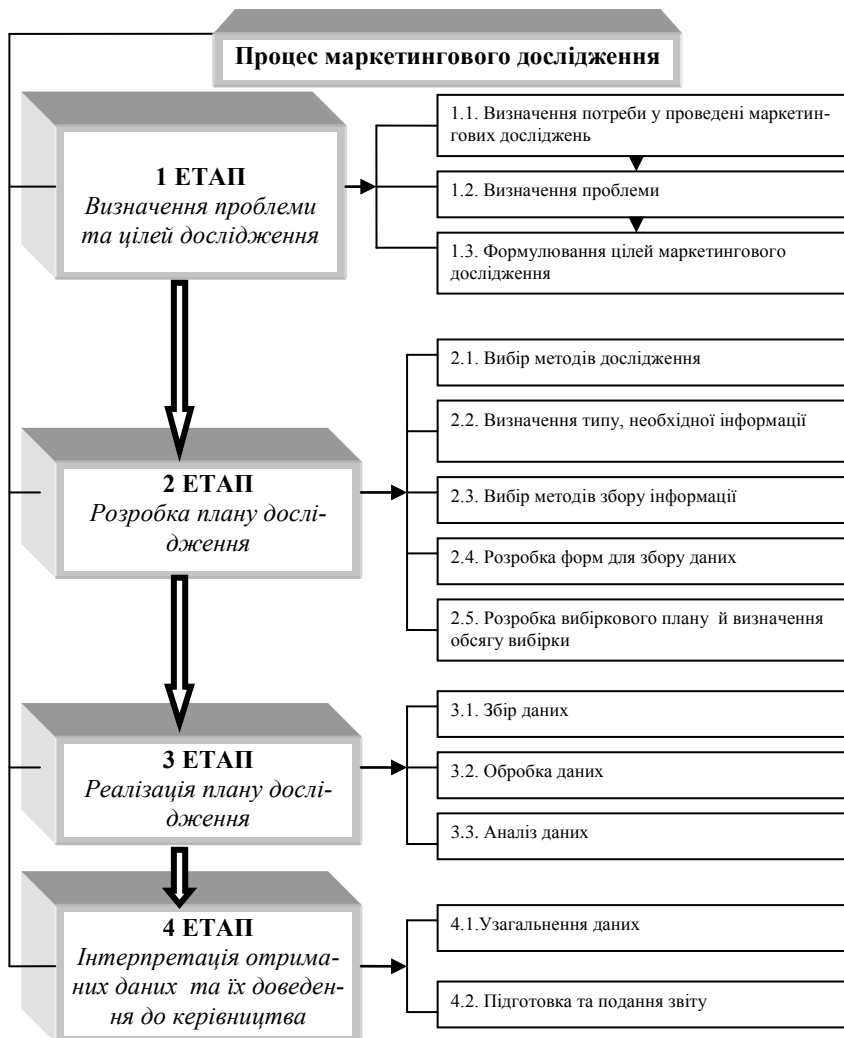 Процес маркетингового дослідження
1 ЕТАП
Визначення проблеми
та цілей дослідження
1.1. Визначення потреби у проведені маркетин-
гових досліджень
1.2. Визначення проблеми
1.3. Формулювання цілей маркетингового
дослідження
2 ЕТАП
Розробка плану дослі-
дження
2.1. Вибір методів дослідження
2.2. Визначення типу, необхідної інформації
2.3. Вибір методів збору інформації
2.4. Розробка форм для збору даних
2.5. Розробка вибіркового плану й визначення
обсягу вибірки
3 ЕТАП
Реалізація плану дослі-
дження
3.1. Збір даних
3.2. Обробка даних
3.3. Аналіз даних
4 ЕТАП
Інтерпретація отрима-
них даних та їх доведен-
ня до керівництва
4.1.Узагальнення даних
4.2. Підготовка та подання звіту